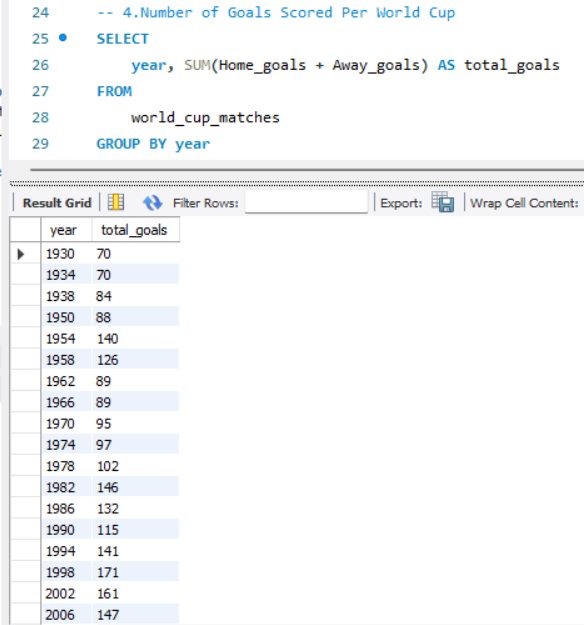 24 -- 4.Number of Goals Scored Per World Cup
25 SELECT
26 year, SUM(Home_goals + Away_goals) AS total_goals
27 FROM
28 world_cup_matches
29 GROUP BY year
Result Grid Filter Rows: Export: Wrap Cell Content:
year total_goals
1930 70
1934 70
1938 84
1950 88
1954 140
1958 126
1962 89
1966 89
1970 95
1974 97
1978 102
1982 146
1986 132
1990 115
1994 141
1998 171
2002 161
2006 147